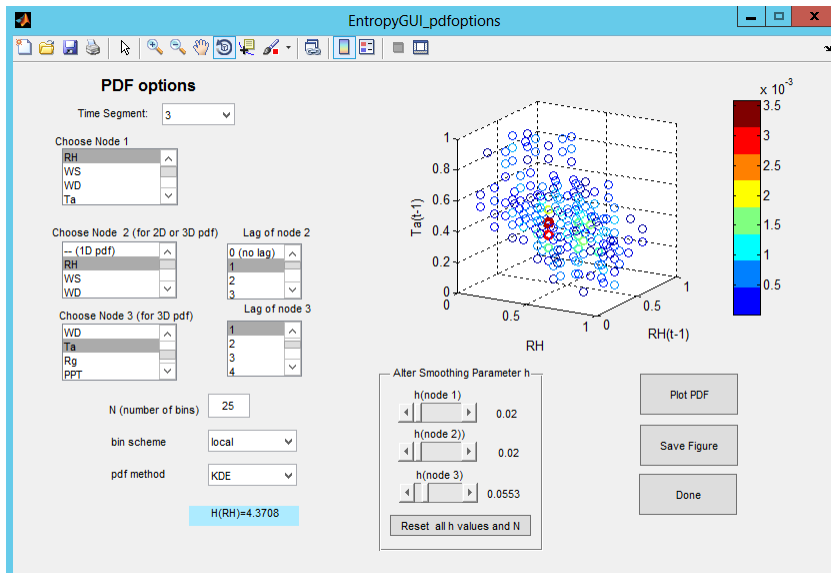 EntropyGUI_pdfoptions
PDF options
Time Segment: 3
Choose Node 1
RH
WS
WD
Ta
Choose Node 2 (for 2D or 3D pdf)
-- (1D pdf)
RH
WS
WD
Lag of node 2
0 (no lag)
1
2
3
Choose Node 3 (for 3D pdf)
WD
Ta
Rg
PPT
Lag of node 3
1
2
3
4
N (number of bins) 25
bin scheme local
pdf method KDE
H(RH)=4.3708
Ta(t-1)
1
0.8
0.6
0.4
0.2
0
0
0.5
1
RH
0
0.5
1
RH(t-1)
x 10-3
3.5
3
2.5
2
1.5
1
0.5
Alter Smoothing Parameter h
h(node 1)
0.02
h(node 2))
0.02
h(node 3)
0.0553
Reset all h values and N
Plot PDF
Save Figure
Done